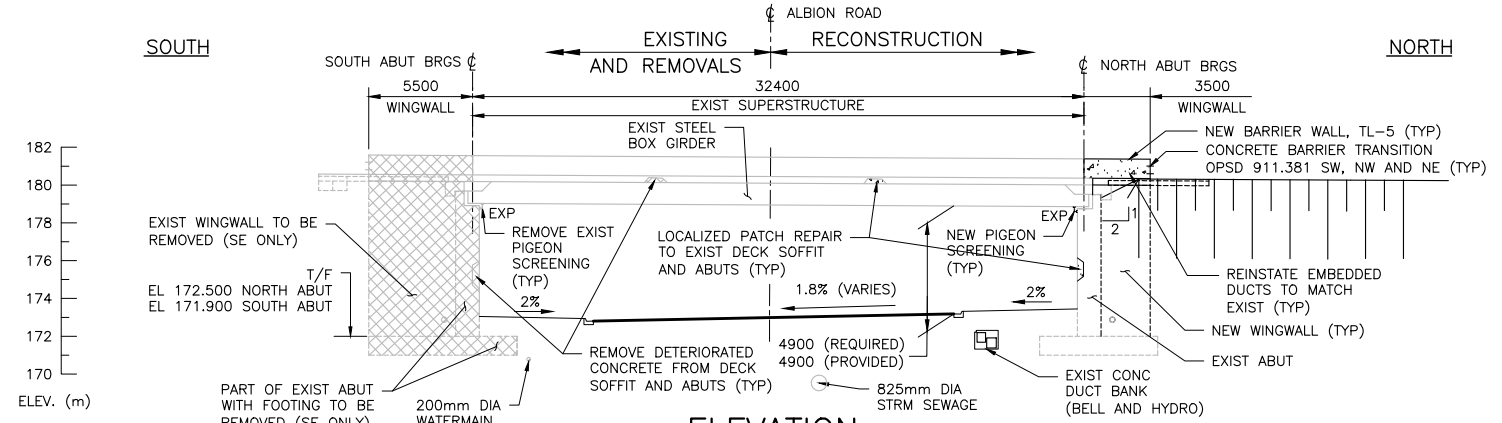 ℄ ALBION ROAD
SOUTH
EXISTING
AND REMOVALS
RECONSTRUCTION
NORTH
SOUTH ABUT BRGS ℄
℄ NORTH ABUT BRGS
5500
WINGWALL
32400
EXIST SUPERSTRUCTURE
3500
WINGWALL
EXIST STEEL
BOX GIRDER
NEW BARRIER WALL, TL-5 (TYP)
CONCRETE BARRIER TRANSITION
OPSD 911.381 SW, NW AND NE (TYP)
182
180
178
176
174
172
170
ELEV. (m)
EXIST WINGWALL TO BE
REMOVED (SE ONLY)
T/F
EL 172.500 NORTH ABUT
EL 171.900 SOUTH ABUT
EXP
REMOVE EXIST
PIGEON
SCREENING
(TYP)
LOCALIZED PATCH REPAIR
TO EXIST DECK SOFFIT
AND ABUTS (TYP)
EXP
NEW PIGEON
SCREENING
(TYP)
1
2
2%
1.8% (VARIES)
2%
REINSTATE EMBEDDED
DUCTS TO MATCH
EXIST (TYP)
NEW WINGWALL (TYP)
EXIST ABUT
REMOVE DETERIORATED
CONCRETE FROM DECK
SOFFIT AND ABUTS (TYP)
4900 (REQUIRED)
4900 (PROVIDED)
PART OF EXIST ABUT
WITH FOOTING TO BE
REMOVED (SE ONLY)
200mm DIA
WATERMAIN
825mm DIA
STRM SEWAGE
EXIST CONC
DUCT BANK
(BELL AND HYDRO)
ELEVATION